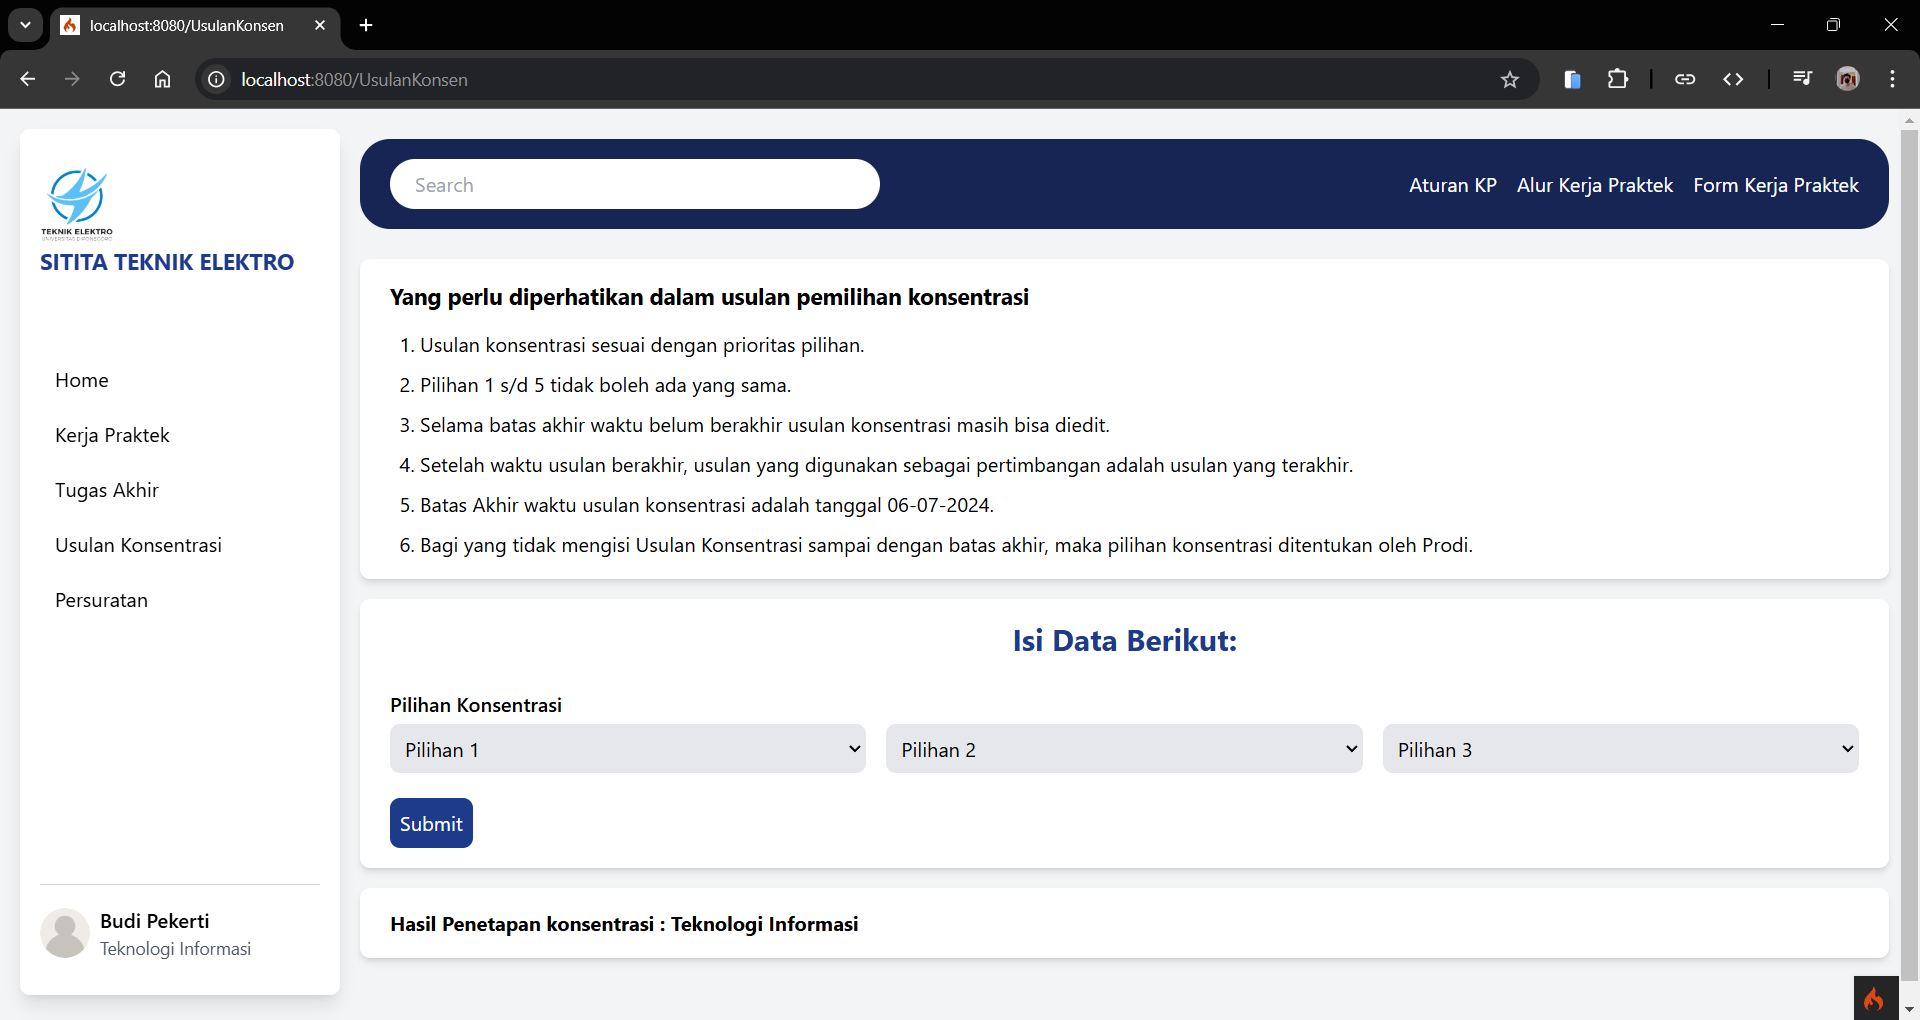 localhost:8080/UsulanKonsen
localhost:8080/UsulanKonsen
TEKNIK ELEKTRO
UNIVERSITAS DIPONEGORO
SITITA TEKNIK ELEKTRO
Home
Kerja Praktek
Tugas Akhir
Usulan Konsentrasi
Persuratan
Budi Pekerti
Teknologi Informasi
Search
Aturan KP Alur Kerja Praktek Form Kerja Praktek
Yang perlu diperhatikan dalam usulan pemilihan konsentrasi
1. Usulan konsentrasi sesuai dengan prioritas pilihan.
2. Pilihan 1 s/d 5 tidak boleh ada yang sama.
3. Selama batas akhir waktu belum berakhir usulan konsentrasi masih bisa diedit.
4. Setelah waktu usulan berakhir, usulan yang digunakan sebagai pertimbangan adalah usulan yang terakhir.
5. Batas Akhir waktu usulan konsentrasi adalah tanggal 06-07-2024.
6. Bagi yang tidak mengisi Usulan Konsentrasi sampai dengan batas akhir, maka pilihan konsentrasi ditentukan oleh Prodi.
Isi Data Berikut:
Pilihan Konsentrasi
Pilihan 1 Pilihan 2 Pilihan 3
Submit
Hasil Penetapan konsentrasi : Teknologi Informasi